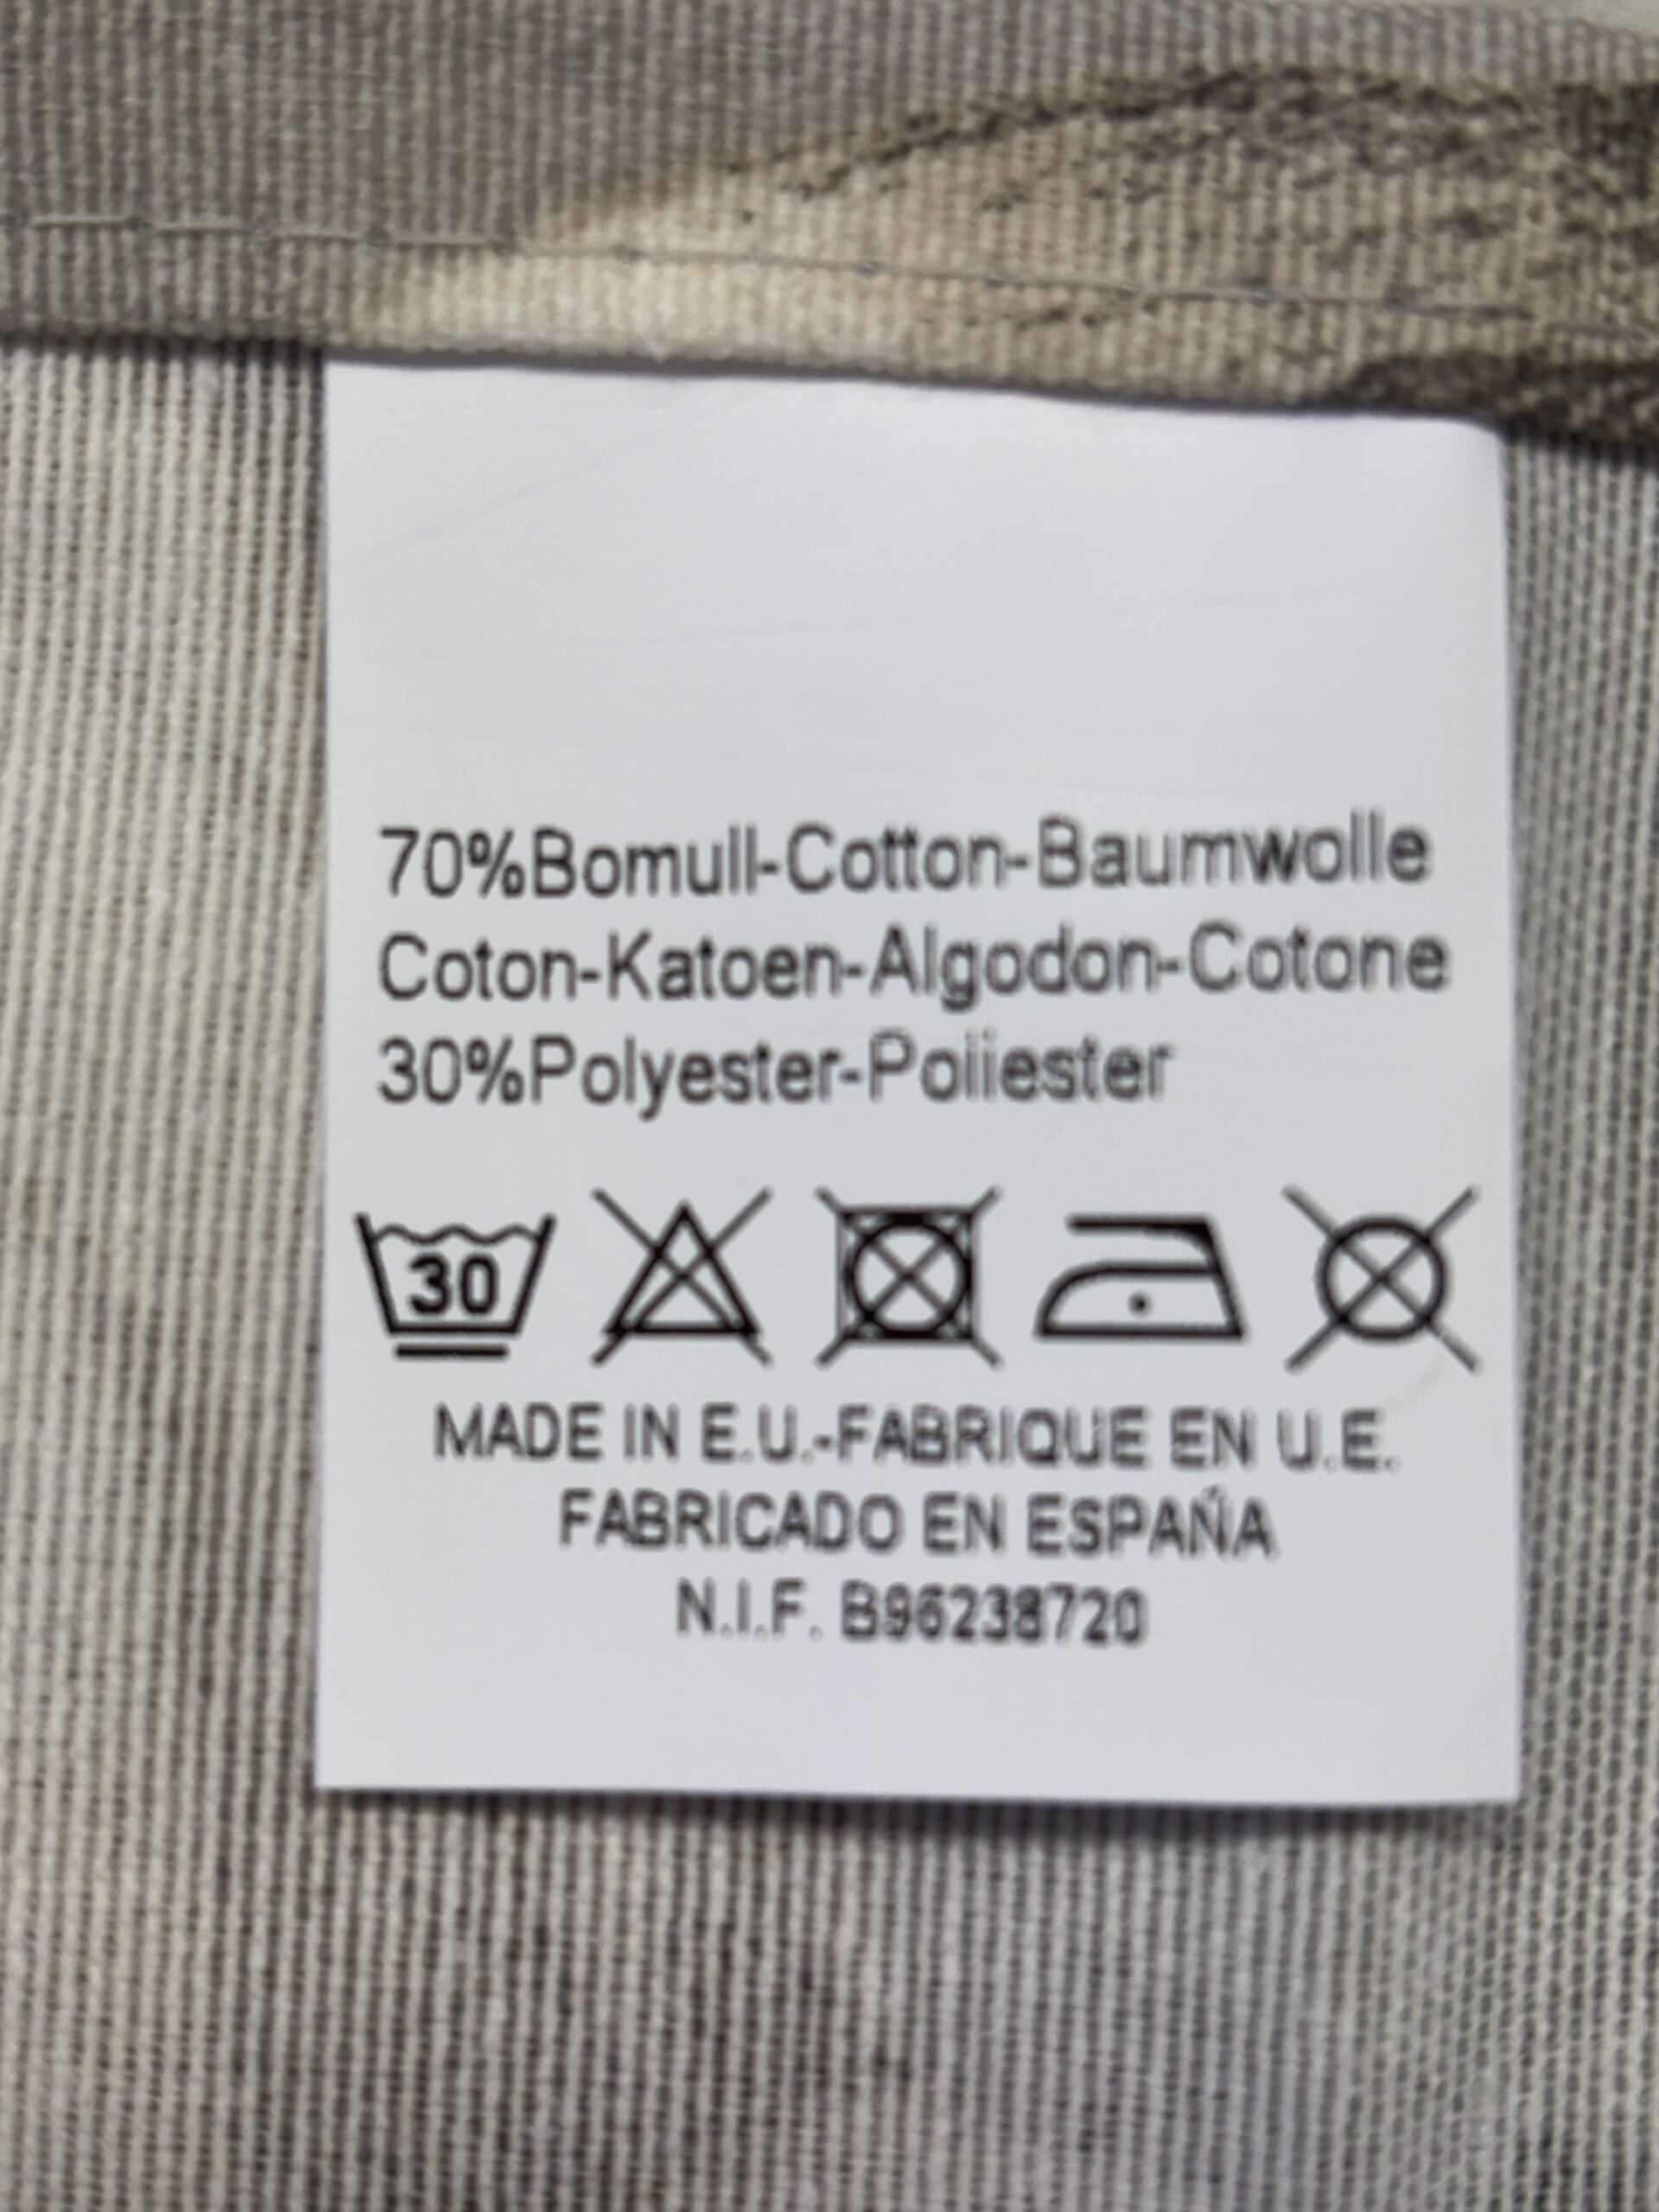 70%Bomull-Cotton-Baumwolle
Coton-Katoen-Algodon-Cotone
30%Polyester-Poliester
30
MADE IN E.U.-FABRIQUE EN U.E.
FABRICADO EN ESPAÑA
N.I.F. B96238720